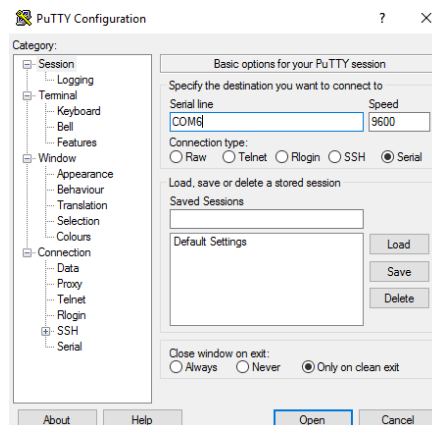 PuTTY Configuration
? X
Category:
Session
Logging
Terminal
Keyboard
Bell
Features
Window
Appearance
Behaviour
Translation
Selection
Colours
Connection
Data
Proxy
Telnet
Rlogin
SSH
Serial
Basic options for your PuTTY session
Specify the destination you want to connect to
Serial line Speed
COM6 9600
Connection type:
Raw Telnet Rlogin SSH Serial
Load, save or delete a stored session
Saved Sessions
Default Settings
Load
Save
Delete
Close window on exit:
Always Never Only on clean exit
About Help Open Cancel